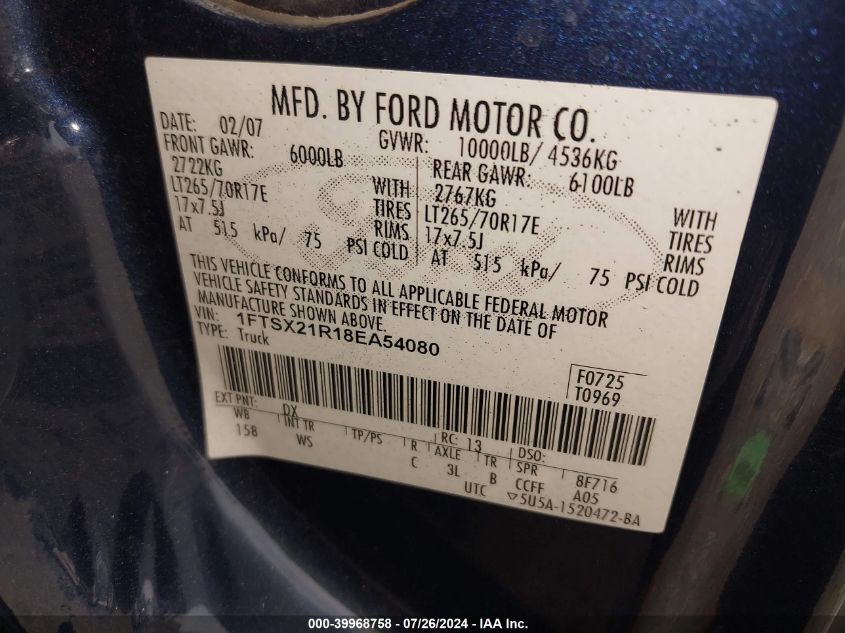 MFD. BY FORD MOTOR CO.
DATE: 02/07 GVWR: 10000LB/ 4536KG
FRONT GAWR: 6000LB REAR GAWR: 6100LB
2722KG WITH 2767KG WITH
LT265/70R17E TIRES LT265/70R17E TIRES
17x7.5J RIMS 17x7.5J RIMS
AT 515 kPa/ 75 PSI COLD AT 515 kPa/ 75 PSI COLD
THIS VEHICLE CONFORMS TO ALL APPLICABLE FEDERAL MOTOR
VEHICLE SAFETY STANDARDS IN EFFECT ON THE DATE OF
MANUFACTURE SHOWN ABOVE.
VIN: 1FTSX21R18EA54080
TYPE: Truck
F0725
T0969
EXT PNT: DX RC: 13 DSO:
WB INT TR TP/PS R AXLE TR SPR 8F716
158 WS C 3L B CCFF A05
UTC ▽5U5A-1520472-BA
000-39968758 - 07/26/2024 - IAA Inc.